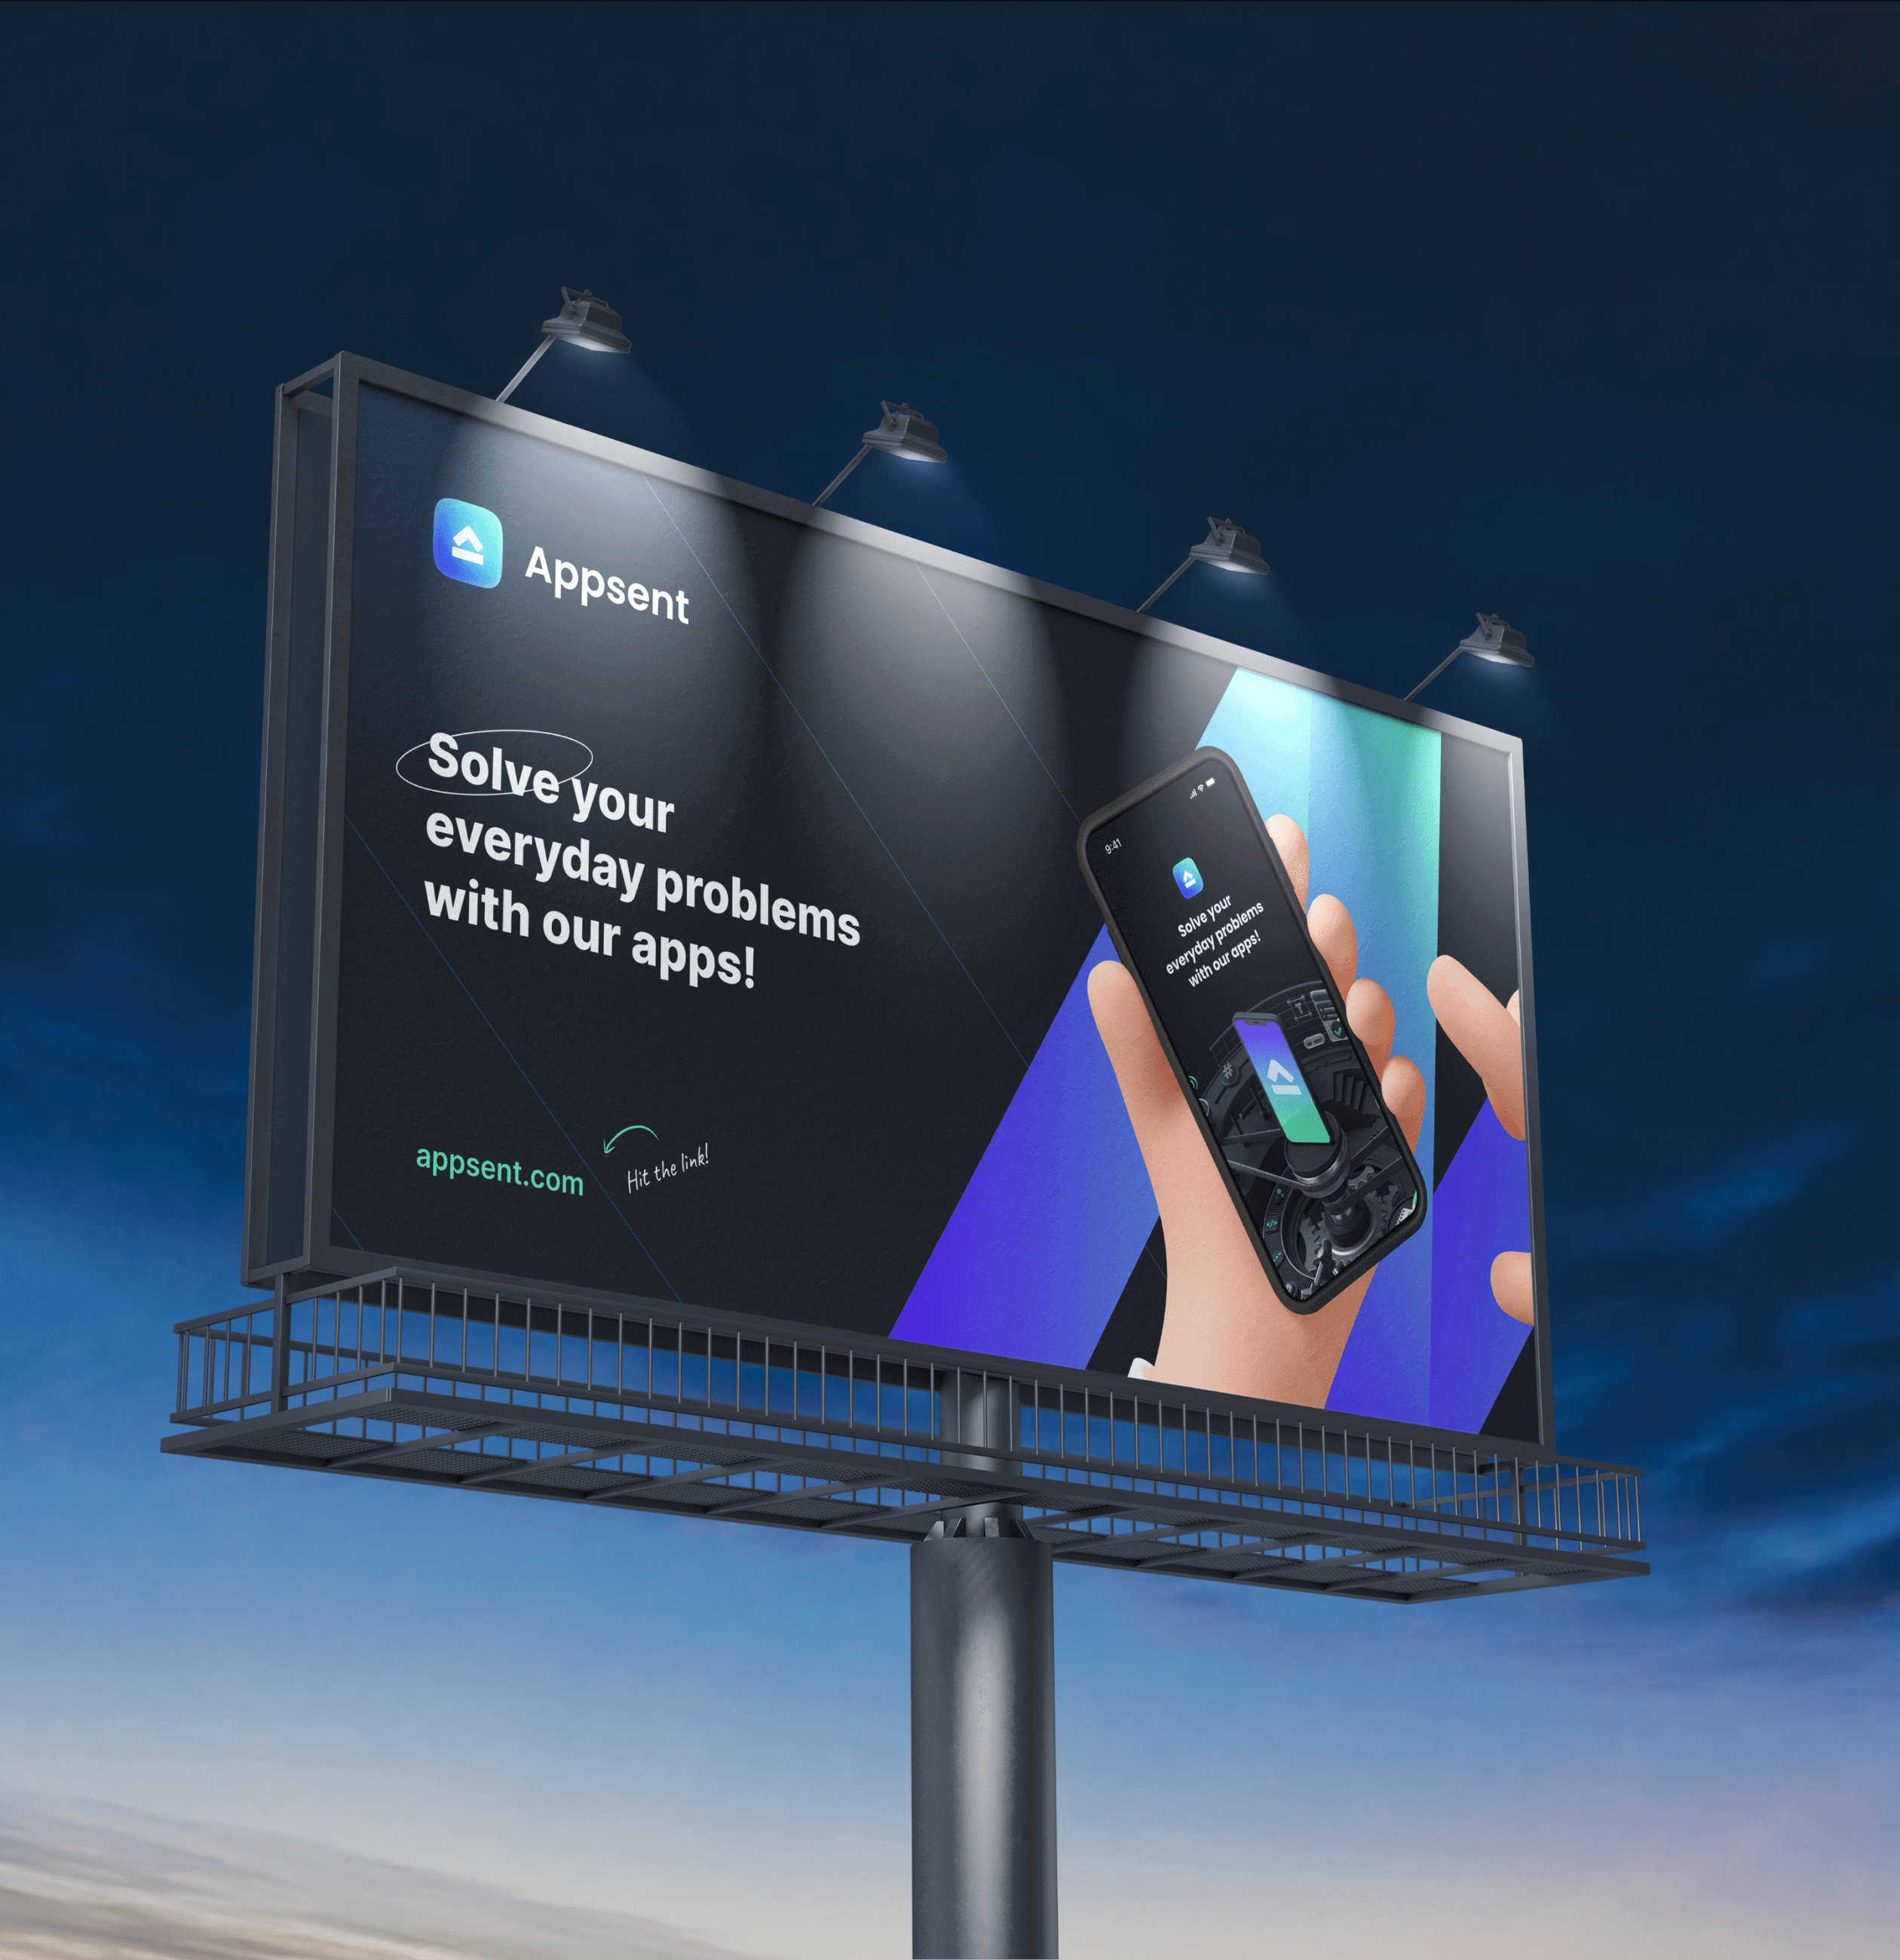 Appsent
Solve your
everyday problems
with our apps!
appsent.com
Hit the link!
9:41
Solve your
everyday problems
with our apps!